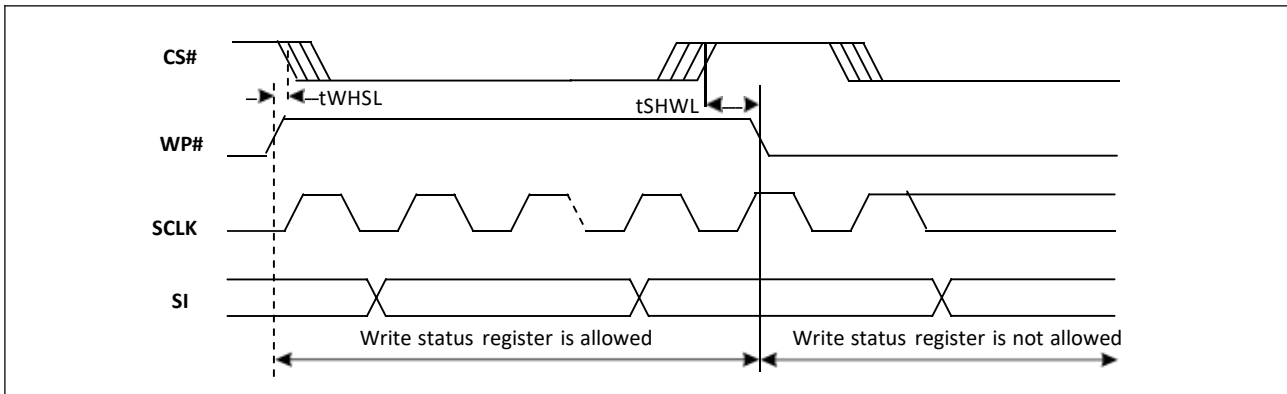 CS#
tWHSL
tSHWL
WP#
SCLK
SI
Write status register is allowed
Write status register is not allowed